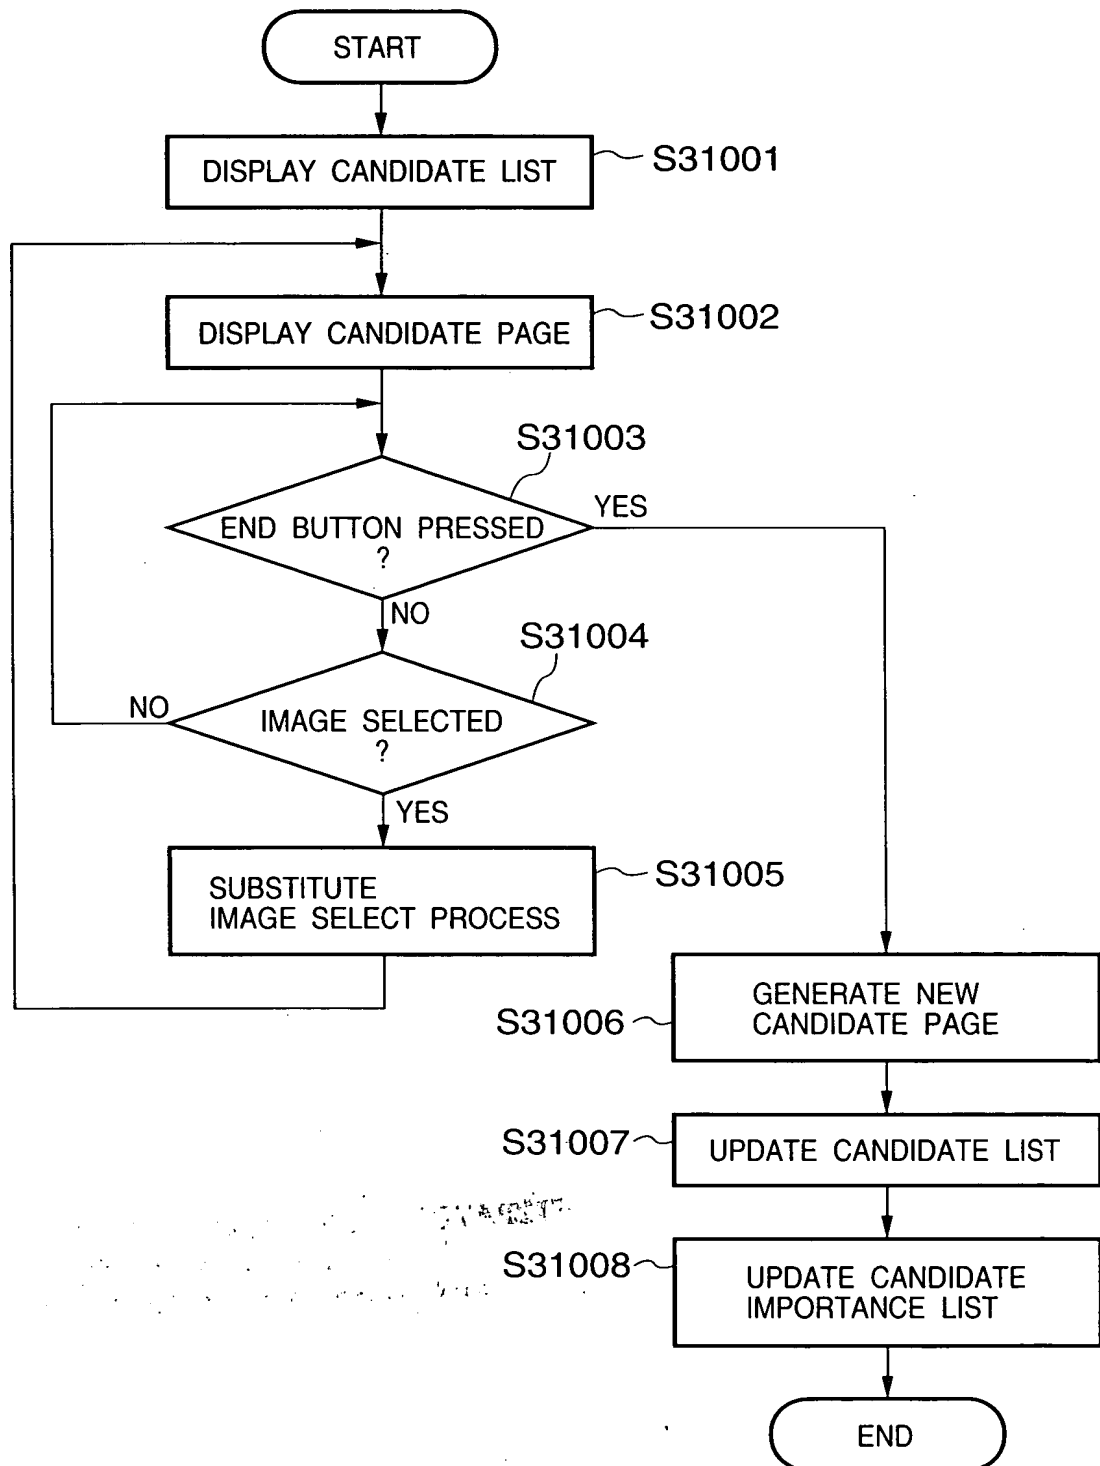 START
DISPLAY CANDIDATE LIST
S31001
DISPLAY CANDIDATE PAGE
S31002
S31003
END BUTTON PRESSED
?
YES
NO
S31004
IMAGE SELECTED
?
NO
YES
SUBSTITUTE
IMAGE SELECT PROCESS
S31005
GENERATE NEW
CANDIDATE PAGE
S31006
UPDATE CANDIDATE LIST
S31007
UPDATE CANDIDATE
IMPORTANCE LIST
S31008
END